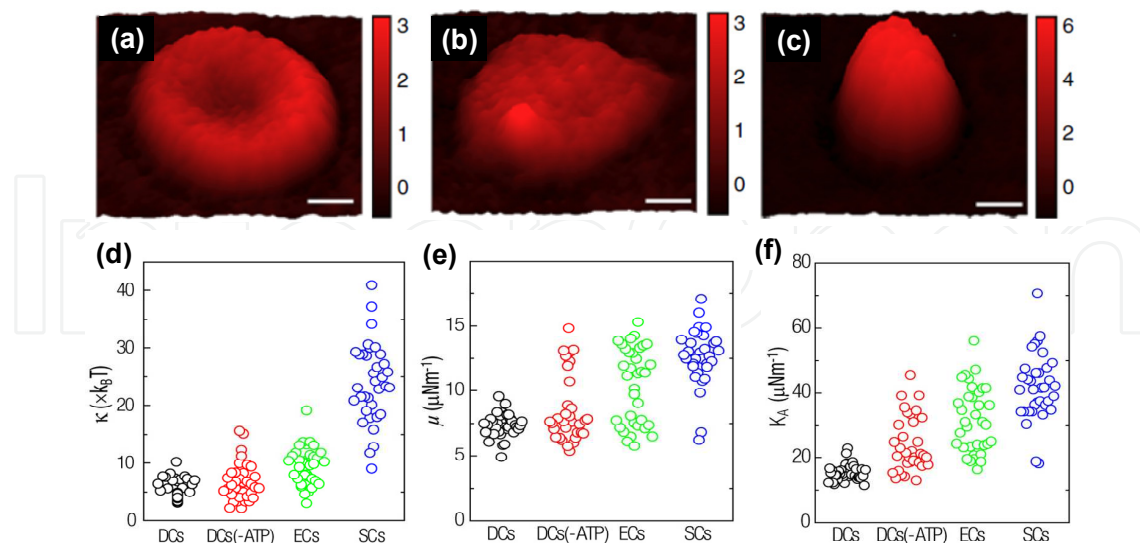 (a)
3
2
1
0
(b)
3
2
1
0
(c)
6
4
2
0
(d)
κ (×kBT)
40
30
20
10
0
DCs DCs(-ATP) ECs SCs
(e)
μ (μNm⁻¹)
15
10
5
0
DCs DCs(-ATP) ECs SCs
(f)
KA (μNm⁻¹)
80
60
40
20
0
DCs DCs(-ATP) ECs SCs